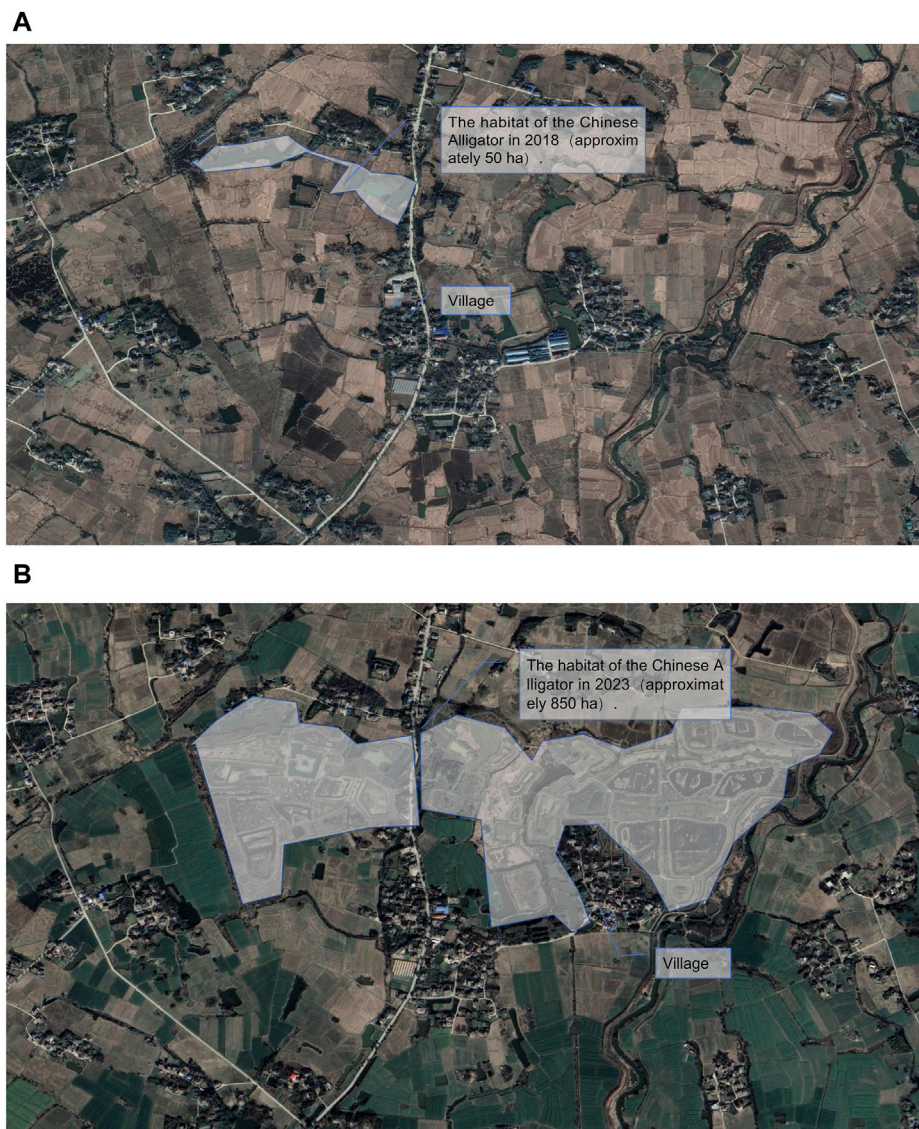 A
The habitat of the Chinese
Alligator in 2018（approxim
ately 50 ha）.
Village
B
The habitat of the Chinese A
lligator in 2023（approximat
ely 850 ha）.
Village